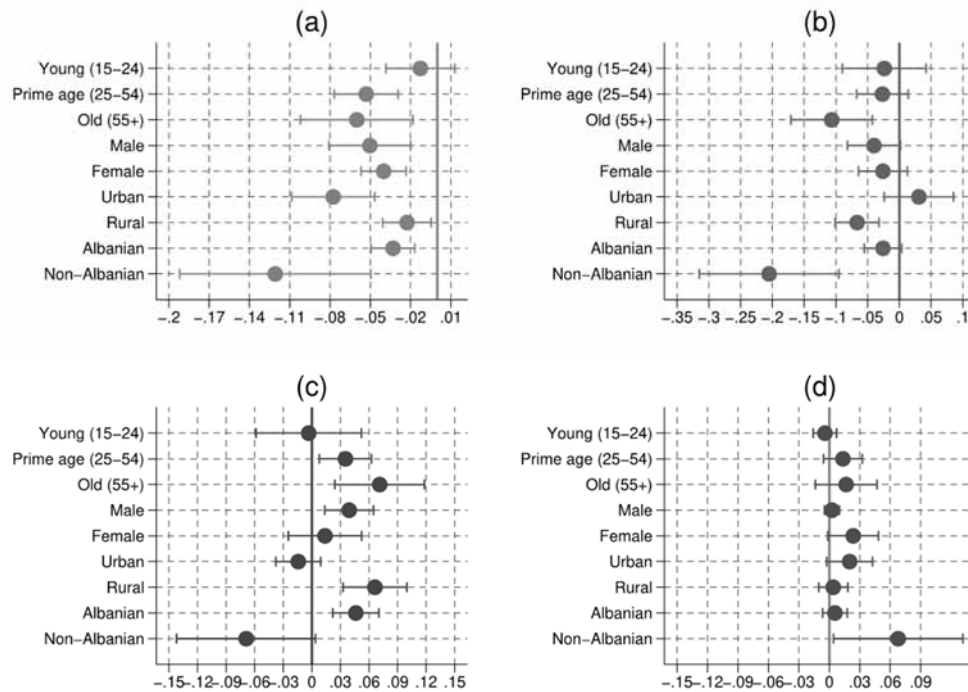 (a)
Young (15−24)
Prime age (25−54)
Old (55+)
Male
Female
Urban
Rural
Albanian
Non−Albanian
-.2 -.17 -.11 -.08 -.05 -.02 .01
(b)
Young (15−24)
Prime age (25−54)
Old (55+)
Male
Female
Urban
Rural
Albanian
Non−Albanian
-.35 -.3 -.2 -.15 -.1 -.05 0 .05 .1
(c)
Young (15−24)
Prime age (25−54)
Old (55+)
Male
Female
Urban
Rural
Albanian
Non−Albanian
-.15 -.12 -.09 -.06 -.03 0 .03 .06 .09 .12 .15
(d)
Young (15−24)
Prime age (25−54)
Old (55+)
Male
Female
Urban
Rural
Albanian
Non−Albanian
-.15 -.12 -.09 -.06 -.03 0 .03 .06 .09